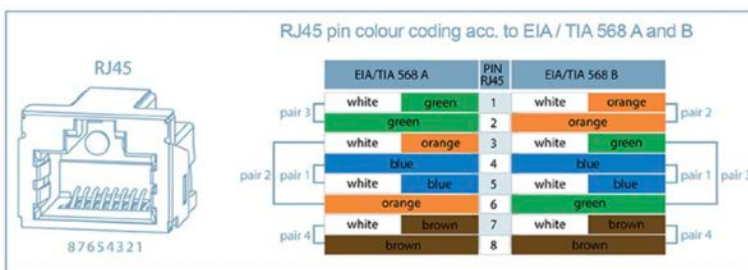 RJ45 pin colour coding acc. to EIA / TIA 568 A and B
RJ45
87654321
EIA/TIA 568 A PIN RJ45 EIA/TIA 568 B
pair 3 white green 1 white orange pair 2
green 2 orange
white orange 3 white green
pair 2 pair 1 blue 4 blue pair 1 pair 3
white blue 5 white blue
orange 6 green
pair 4 white brown 7 white brown pair 4
brown 8 brown